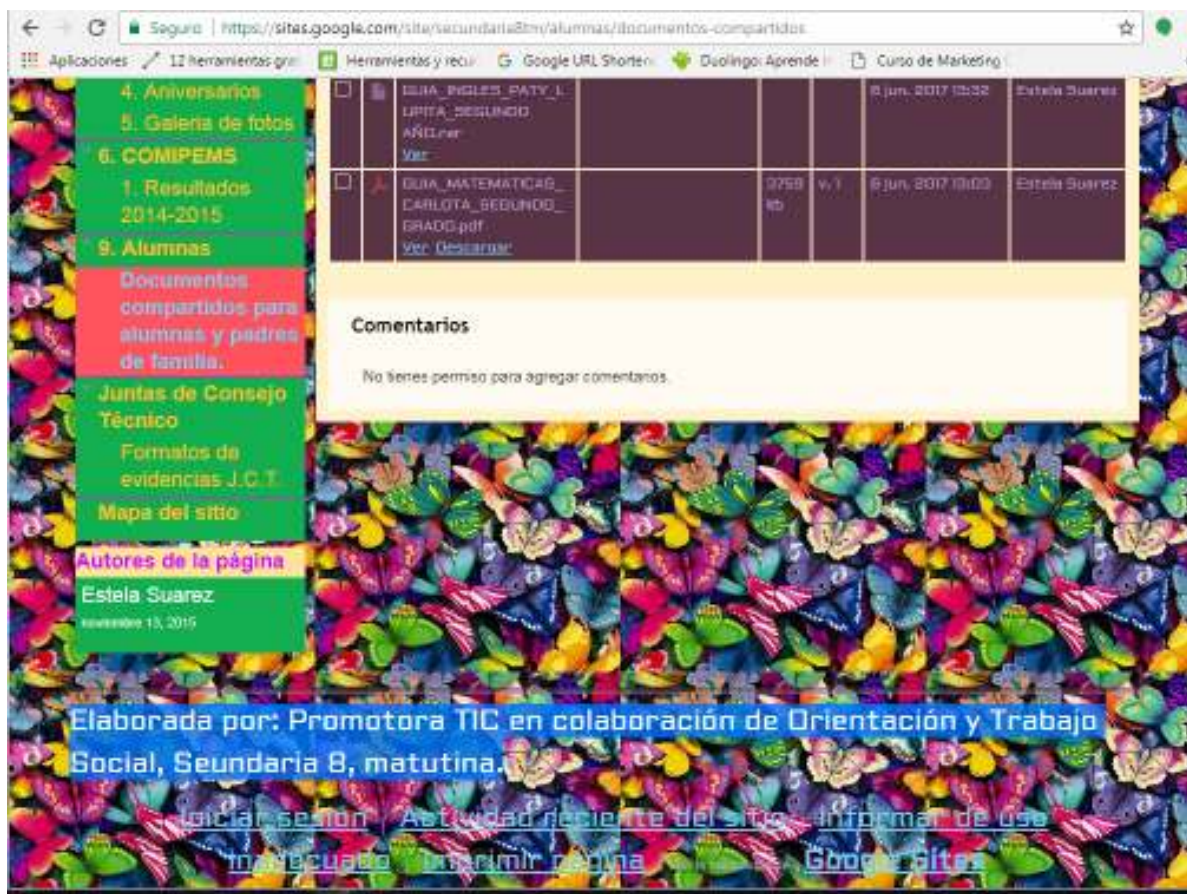 Seguro | https://sites.google.com/site/secundaria8tm/alumnas/documentos-compartidos
Aplicaciones 12 herramientas gra Herramientas y recu G Google URL Shorten Duolingo: Aprende i Curso de Marketing
4. Aniversarios
5. Galeria de fotos
6. COMIPEMS
1. Resultados
2014-2015
9. Alumnas
Documentos
compartidos para
alumnas y padres
de familia.
Juntas de Consejo
Técnico
Formatos de
evidencias J.C.T.
Mapa del sitio
Autores de la página
Estela Suarez
noviembre 13, 2015
GUIA_INGLES_PATY_L 8 jun. 2017 13:32 Estela Suarez
UPITA_SEGUNDO
AÑO.rar
Ver
GUIA_MATEMATICAS_ 3759 v. 1 8 jun. 2017 13:03 Estela Suarez
CARLOTA_SEGUNDO_ kb
GRADO.pdf
Ver Descargar
Comentarios
No tienes permiso para agregar comentarios.
Elaborada por: Promotora TIC en colaboración de Orientación y Trabajo
Social, Seundaria 8, matutina.
Iniciar sesión | Actividad reciente del sitio | Informar de uso
inadecuado | Imprimir página | Google Sites